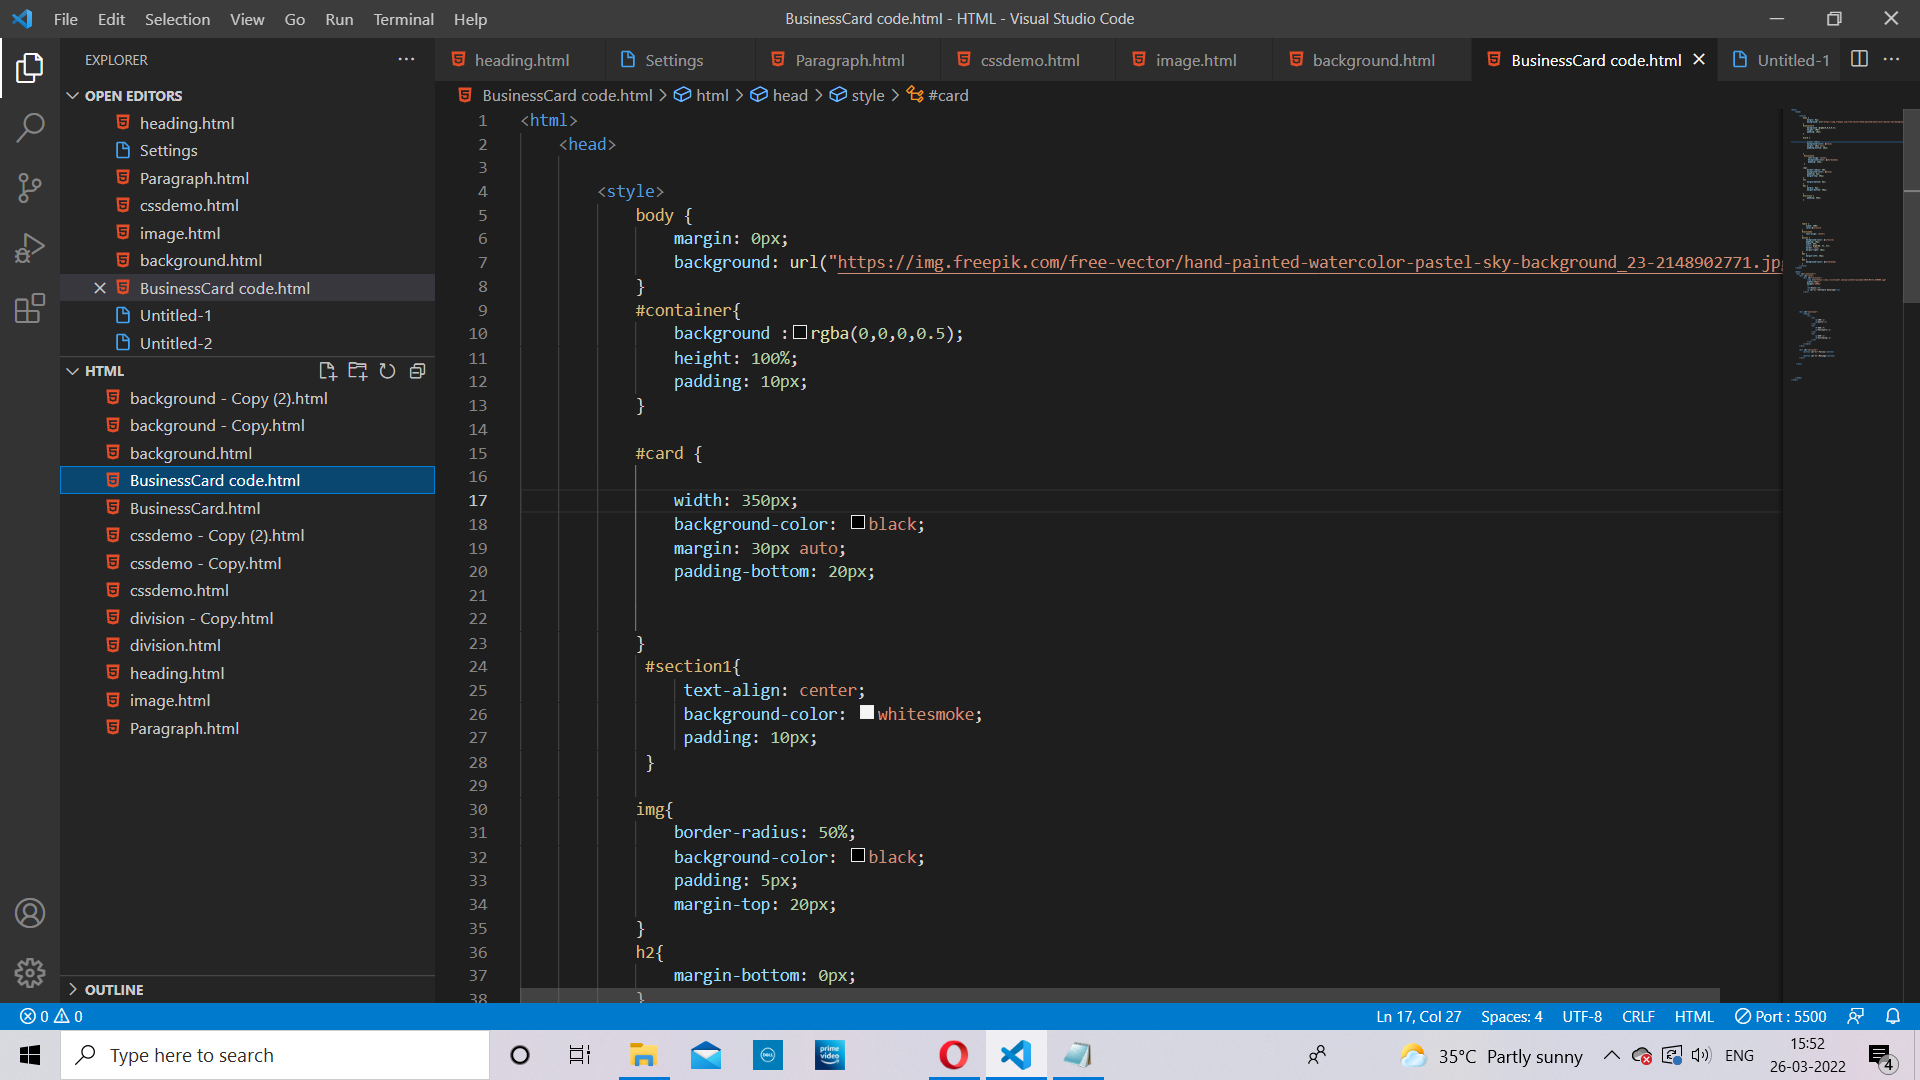 File Edit Selection View Go Run Terminal Help
BusinessCard code.html - HTML - Visual Studio Code
EXPLORER
OPEN EDITORS
heading.html
Settings
Paragraph.html
cssdemo.html
image.html
background.html
BusinessCard code.html
Untitled-1
Untitled-2
HTML
background - Copy (2).html
background - Copy.html
background.html
BusinessCard code.html
BusinessCard.html
cssdemo - Copy (2).html
cssdemo - Copy.html
cssdemo.html
division - Copy.html
division.html
heading.html
image.html
Paragraph.html
OUTLINE
heading.html Settings Paragraph.html cssdemo.html image.html background.html BusinessCard code.html Untitled-1
BusinessCard code.html > html > head > style > #card
1 <html>
2 <head>
3
4 <style>
5 body {
6 margin: 0px;
7 background: url("https://img.freepik.com/free-vector/hand-painted-watercolor-pastel-sky-background_23-2148902771.jpg
8 }
9 #container{
10 background :rgba(0,0,0,0.5);
11 height: 100%;
12 padding: 10px;
13 }
14
15 #card {
16
17 width: 350px;
18 background-color: black;
19 margin: 30px auto;
20 padding-bottom: 20px;
21
22
23 }
24 #section1{
25 text-align: center;
26 background-color: whitesmoke;
27 padding: 10px;
28 }
29
30 img{
31 border-radius: 50%;
32 background-color: black;
33 padding: 5px;
34 margin-top: 20px;
35 }
36 h2{
37 margin-bottom: 0px;
38 }
0 0 Ln 17, Col 27 Spaces: 4 UTF-8 CRLF HTML Port : 5500
Type here to search
DELL
prime video
35°C Partly sunny
ENG
15:52
26-03-2022
4